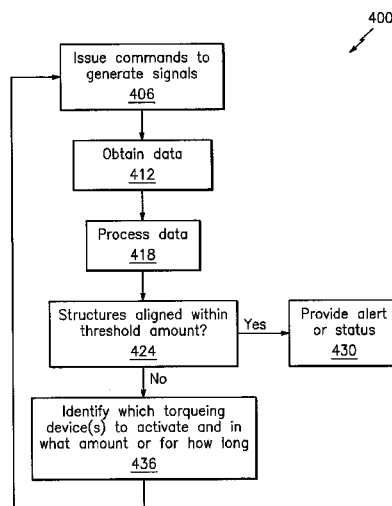 400
Issue commands to
generate signals
406
Obtain data
412
Process data
418
Structures aligned within
threshold amount?
424
Yes
Provide alert
or status
430
No
Identify which torqueing
device(s) to activate and in
what amount or for how long
436